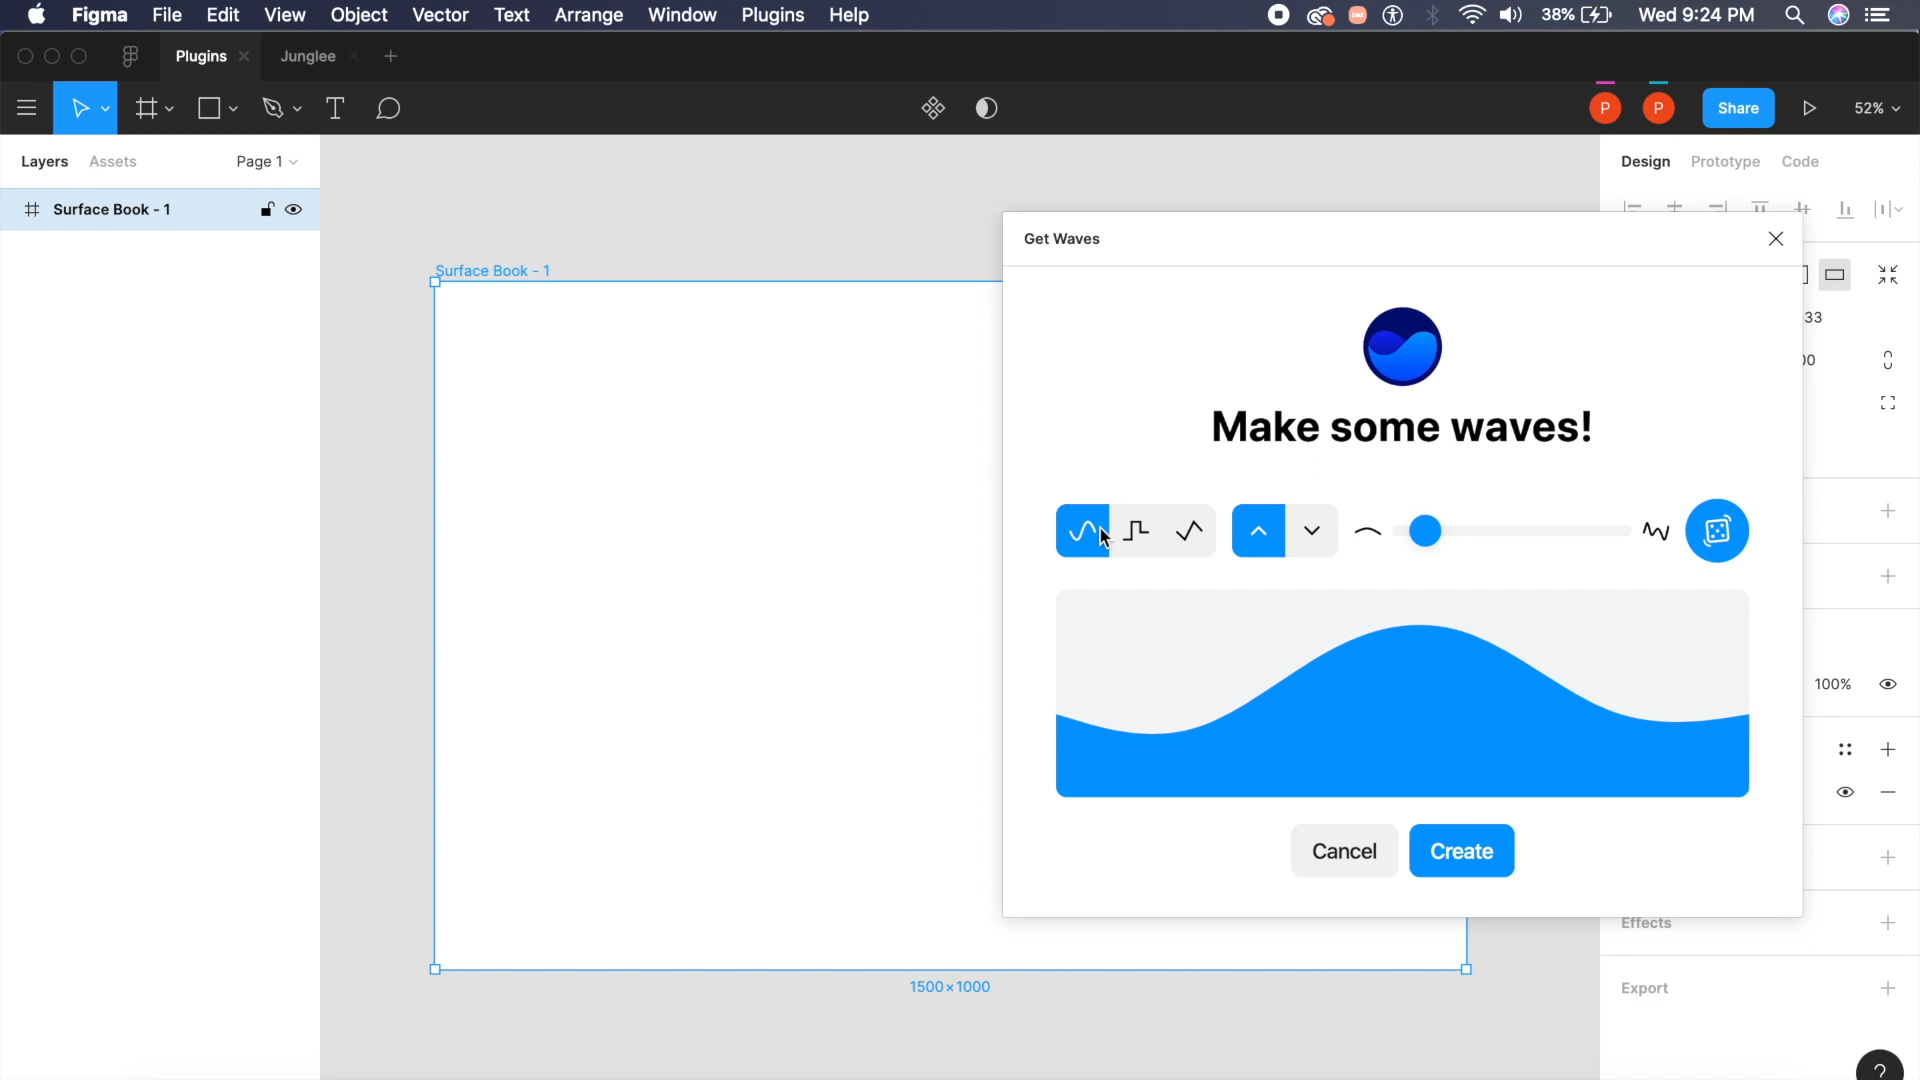 Figma File Edit View Object Vector Text Arrange Window Plugins Help 38% Wed 9:24 PM
Plugins Junglee
P P Share 52%
Layers Assets Page 1
Design Prototype Code
Surface Book - 1
Surface Book - 1
Get Waves
33
Make some waves!
100%
Cancel Create
Effects
1500×1000
Export
?